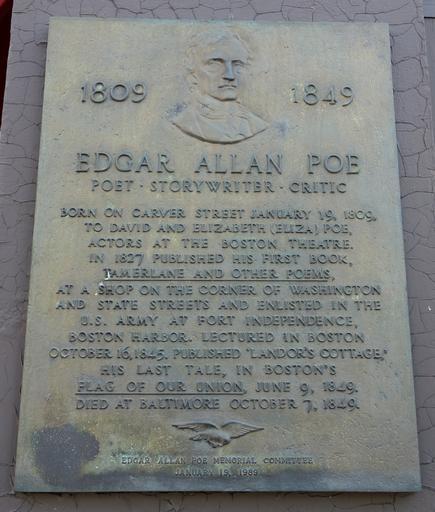 1809 1849
EDGAR ALLAN POE
POET · STORYWRITER · CRITIC
BORN ON CARVER STREET JANUARY 19, 1809,
TO DAVID AND ELIZABETH (ELIZA) POE,
ACTORS AT THE BOSTON THEATRE.
IN 1827 PUBLISHED HIS FIRST BOOK,
TAMERLANE AND OTHER POEMS,
AT A SHOP ON THE CORNER OF WASHINGTON
AND STATE STREETS AND ENLISTED IN THE
U.S. ARMY AT FORT INDEPENDENCE,
BOSTON HARBOR. LECTURED IN BOSTON
OCTOBER 16, 1845. PUBLISHED "LANDOR'S COTTAGE,"
HIS LAST TALE, IN BOSTON'S
FLAG OF OUR UNION, JUNE 9, 1849.
DIED AT BALTIMORE OCTOBER 7, 1849.
EDGAR ALLAN POE MEMORIAL COMMITTEE
JANUARY 19, 1989